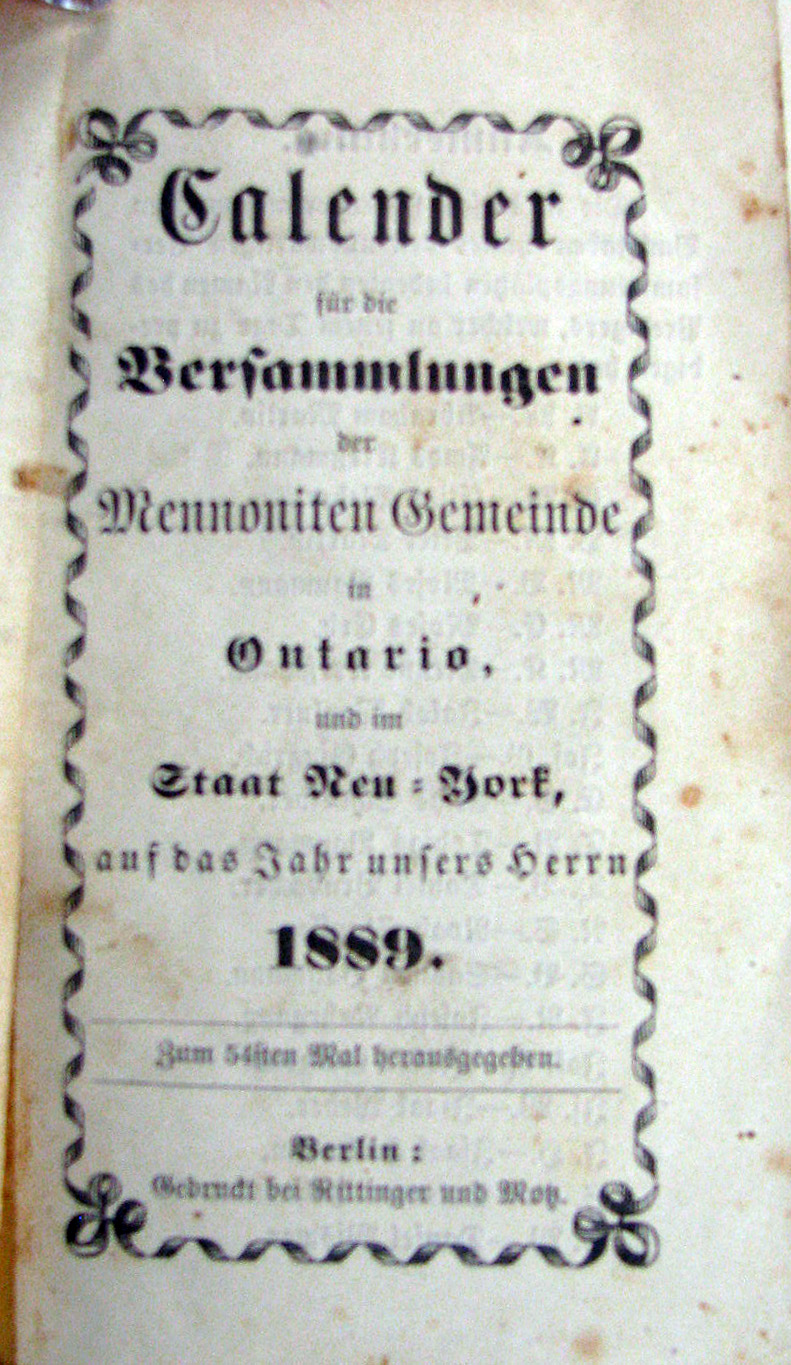 Calender
für die
Versammlungen
der
Mennoniten Gemeinde
in
Ontario,
und im
Staat Neu-York,
auf das Jahr unsers Herrn
1889.
Zum 54sten Mal herausgegeben.
Berlin:
Gedruckt bei Rittinger und Motz.